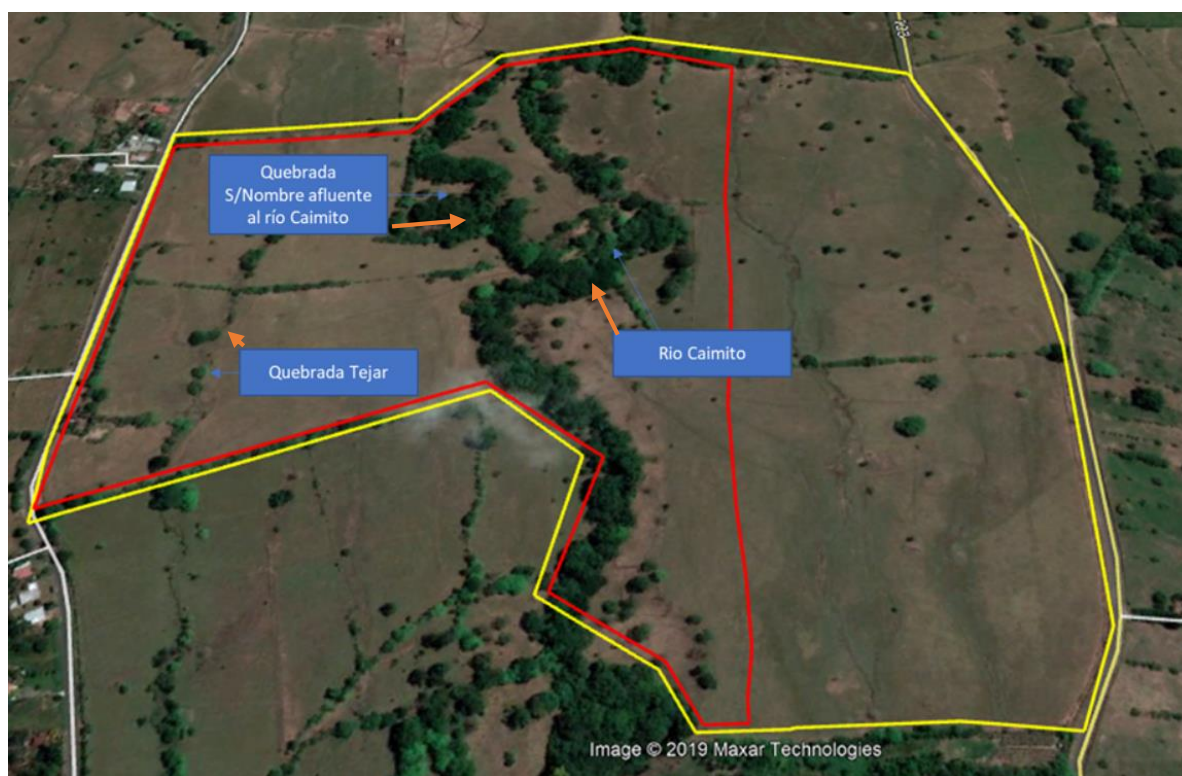 Quebrada
S/Nombre afluente
al río Caimito
Rio Caimito
Quebrada Tejar
Image © 2019 Maxar Technologies